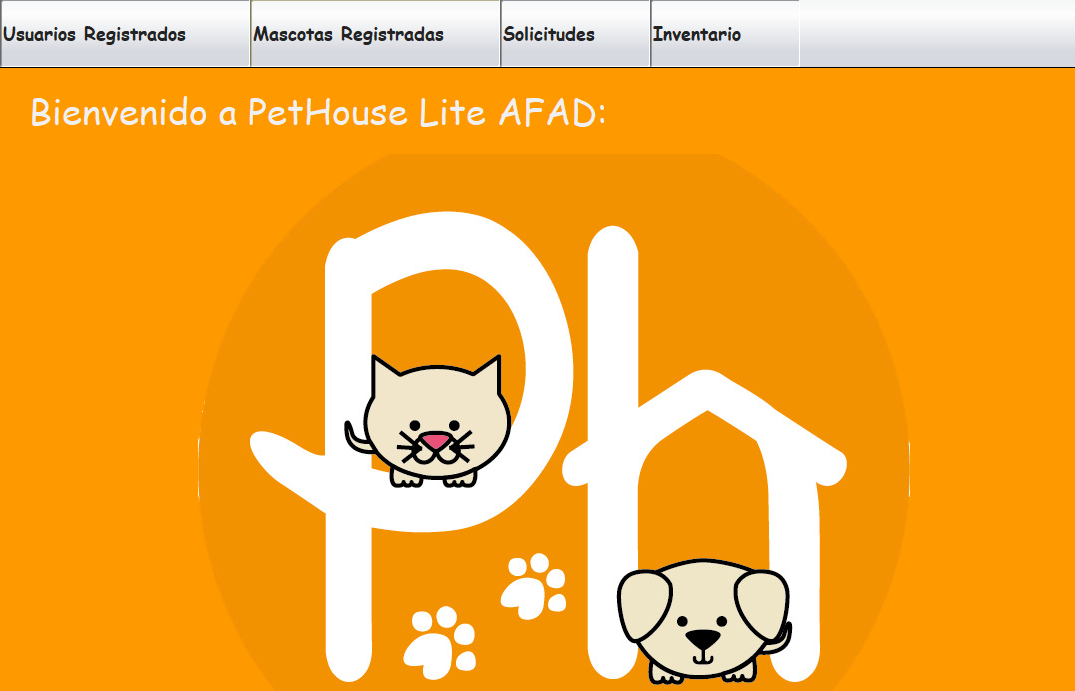 Usuarios Registrados Mascotas Registradas Solicitudes Inventario
Bienvenido a PetHouse Lite AFAD:
Ph